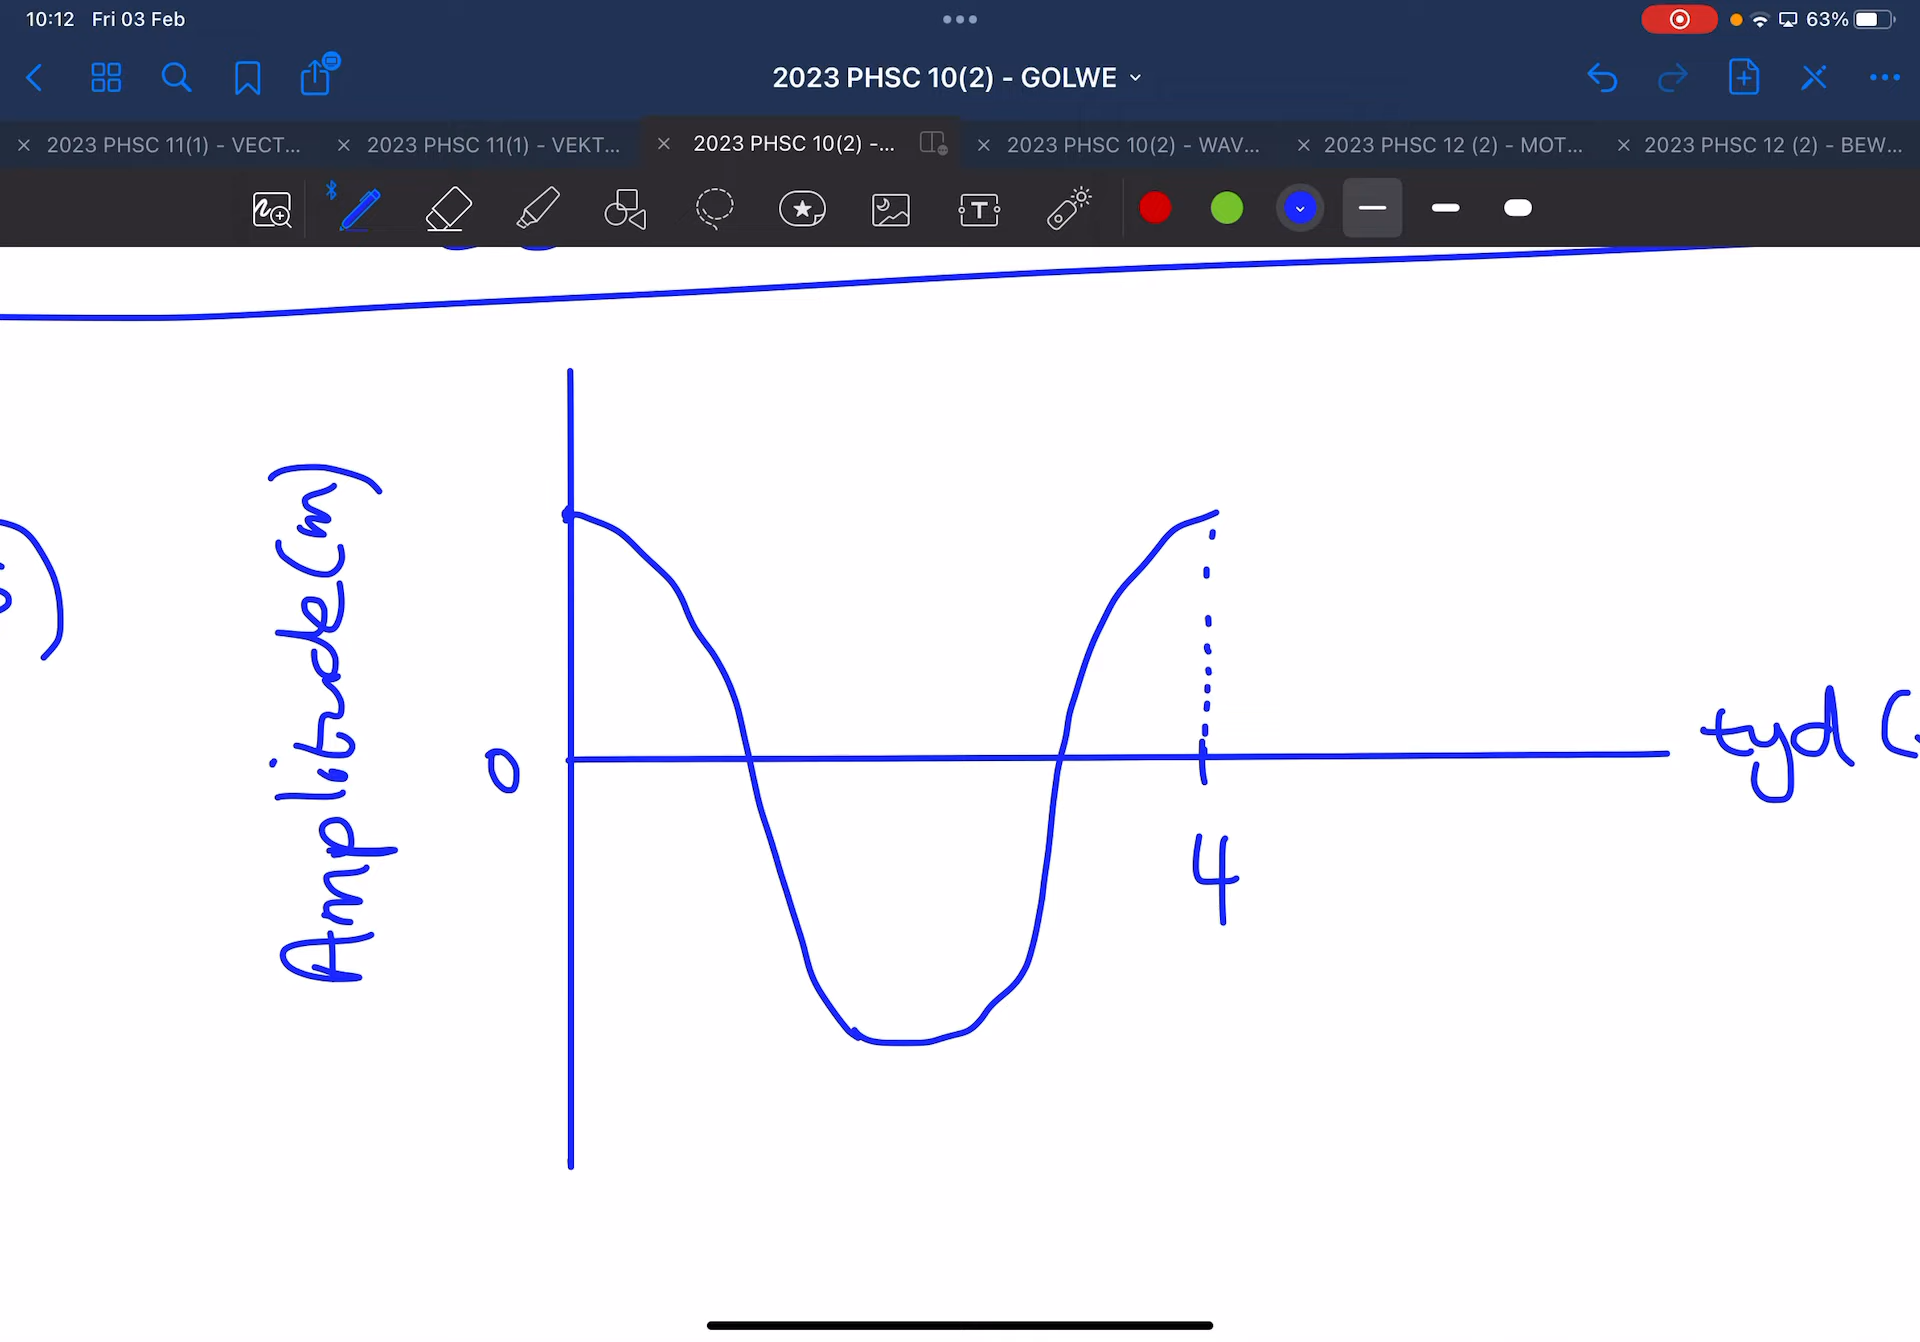 10:12 Fri 03 Feb
63%
2023 PHSC 10(2) - GOLWE
2023 PHSC 11(1) - VECT...
2023 PHSC 11(1) - VEKT...
2023 PHSC 10(2) -...
2023 PHSC 10(2) - WAV...
2023 PHSC 12 (2) - MOT...
2023 PHSC 12 (2) - BEW...
T
Amplitude (m)
0
4
tyd (